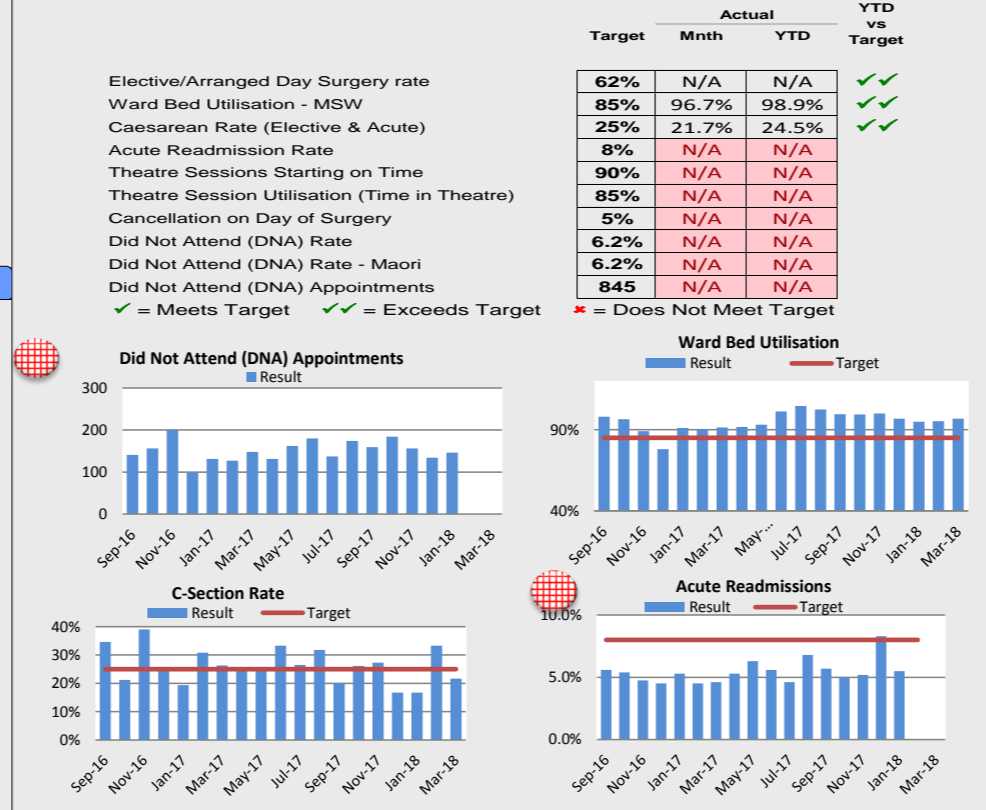 Actual
YTD
vs
Target
Target Mnth YTD
Elective/Arranged Day Surgery rate 62% N/A N/A ✔✔
Ward Bed Utilisation - MSW 85% 96.7% 98.9% ✔✔
Caesarean Rate (Elective & Acute) 25% 21.7% 24.5% ✔✔
Acute Readmission Rate 8% N/A N/A
Theatre Sessions Starting on Time 90% N/A N/A
Theatre Session Utilisation (Time in Theatre) 85% N/A N/A
Cancellation on Day of Surgery 5% N/A N/A
Did Not Attend (DNA) Rate 6.2% N/A N/A
Did Not Attend (DNA) Rate - Maori 6.2% N/A N/A
Did Not Attend (DNA) Appointments 845 N/A N/A
✔ = Meets Target ✔✔ = Exceeds Target ✖ = Does Not Meet Target
Did Not Attend (DNA) Appointments
Result
300
200
100
0
Sep-16 Nov-16 Jan-17 Mar-17 May-17 Jul-17 Sep-17 Nov-17 Jan-18 Mar-18
Ward Bed Utilisation
Result Target
90%
40%
Sep-16 Nov-16 Jan-17 Mar-17 May-... Jul-17 Sep-17 Nov-17 Jan-18 Mar-18
C-Section Rate
Result Target
40%
30%
20%
10%
0%
Sep-16 Nov-16 Jan-17 Mar-17 May-17 Jul-17 Sep-17 Nov-17 Jan-18 Mar-18
Acute Readmissions
Result Target
10.0%
5.0%
0.0%
Sep-16 Nov-16 Jan-17 Mar-17 May-17 Jul-17 Sep-17 Nov-17 Jan-18 Mar-18